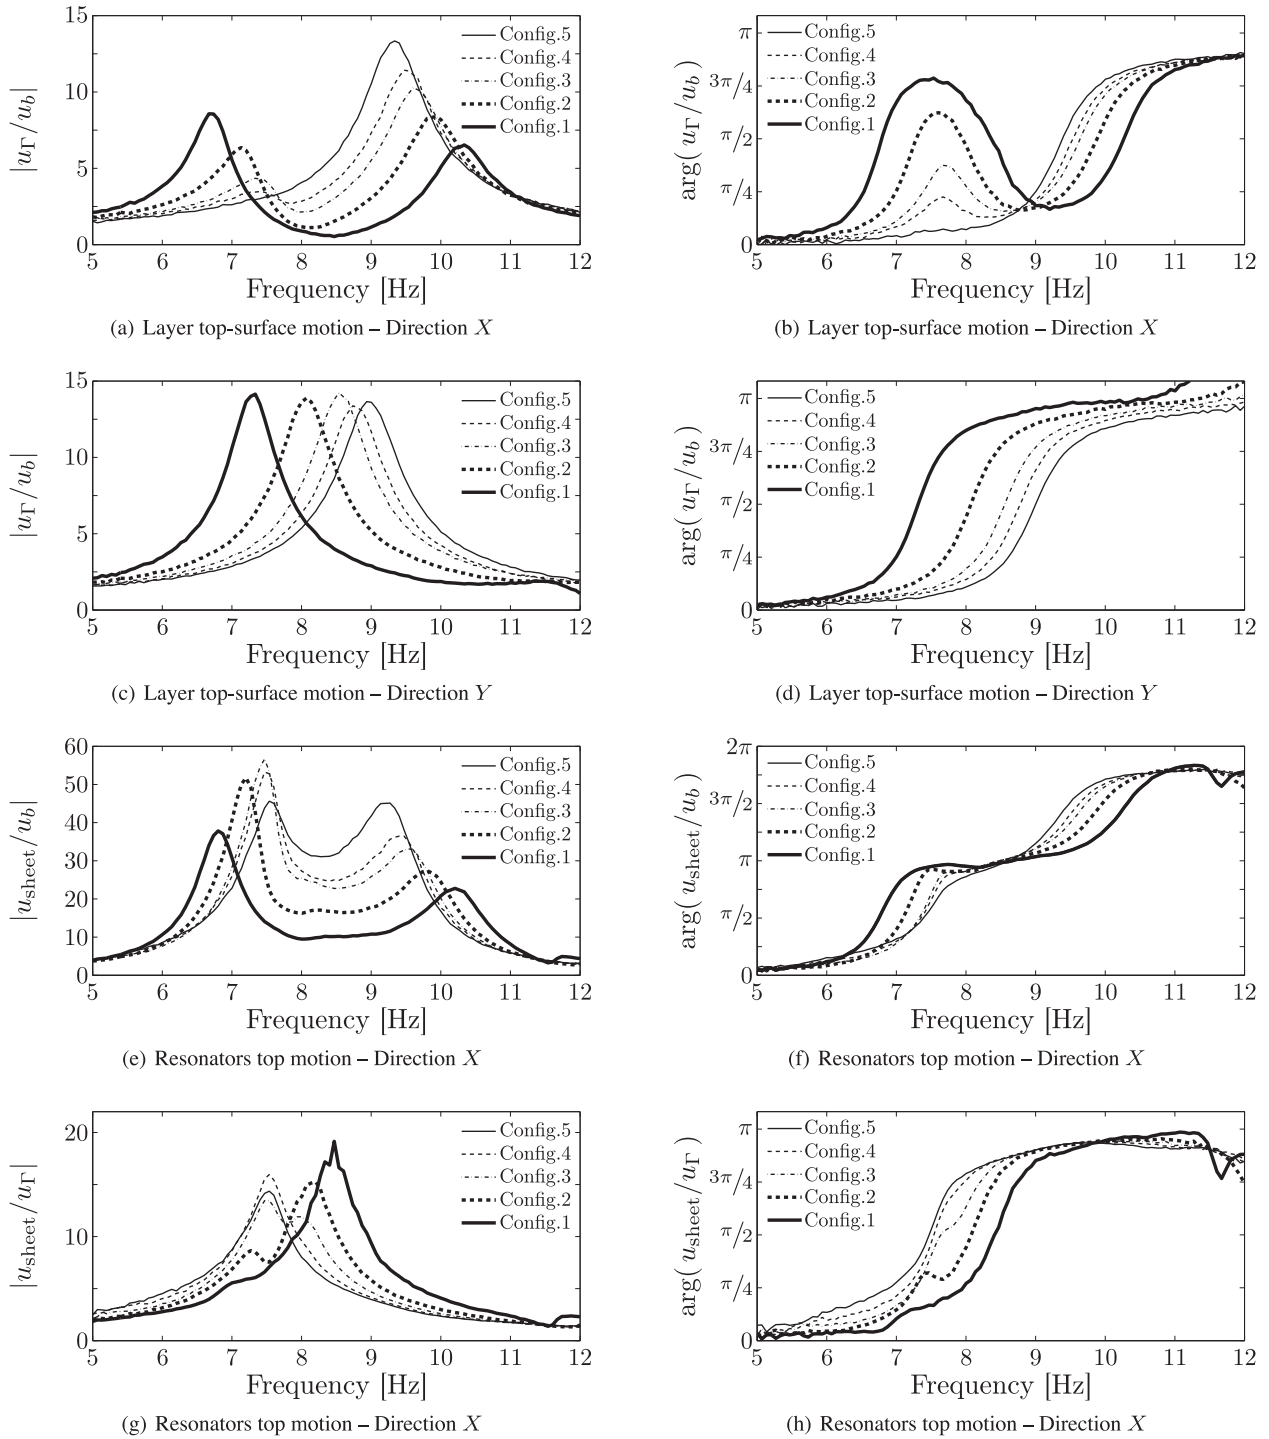 |u_Γ/u_b|
15
10
5
0
Config.5
Config.4
Config.3
Config.2
Config.1
5 6 7 8 9 10 11 12
Frequency [Hz]
(a) Layer top-surface motion – Direction X
arg( u_Γ/u_b)
π
3π/4
π/2
π/4
0
Config.5
Config.4
Config.3
Config.2
Config.1
5 6 7 8 9 10 11 12
Frequency [Hz]
(b) Layer top-surface motion – Direction X
|u_Γ/u_b|
15
10
5
0
Config.5
Config.4
Config.3
Config.2
Config.1
5 6 7 8 9 10 11 12
Frequency [Hz]
(c) Layer top-surface motion – Direction Y
arg( u_Γ/u_b)
π
3π/4
π/2
π/4
0
Config.5
Config.4
Config.3
Config.2
Config.1
5 6 7 8 9 10 11 12
Frequency [Hz]
(d) Layer top-surface motion – Direction Y
|u_sheet/u_b|
60
50
40
30
20
10
0
Config.5
Config.4
Config.3
Config.2
Config.1
5 6 7 8 9 10 11 12
Frequency [Hz]
(e) Resonators top motion – Direction X
arg( u_sheet/u_b)
2π
3π/2
π
π/2
0
Config.5
Config.4
Config.3
Config.2
Config.1
5 6 7 8 9 10 11 12
Frequency [Hz]
(f) Resonators top motion – Direction X
|u_sheet/u_Γ|
20
10
0
Config.5
Config.4
Config.3
Config.2
Config.1
5 6 7 8 9 10 11 12
Frequency [Hz]
(g) Resonators top motion – Direction X
arg( u_sheet/u_Γ)
π
3π/4
π/2
π/4
0
Config.5
Config.4
Config.3
Config.2
Config.1
5 6 7 8 9 10 11 12
Frequency [Hz]
(h) Resonators top motion – Direction X